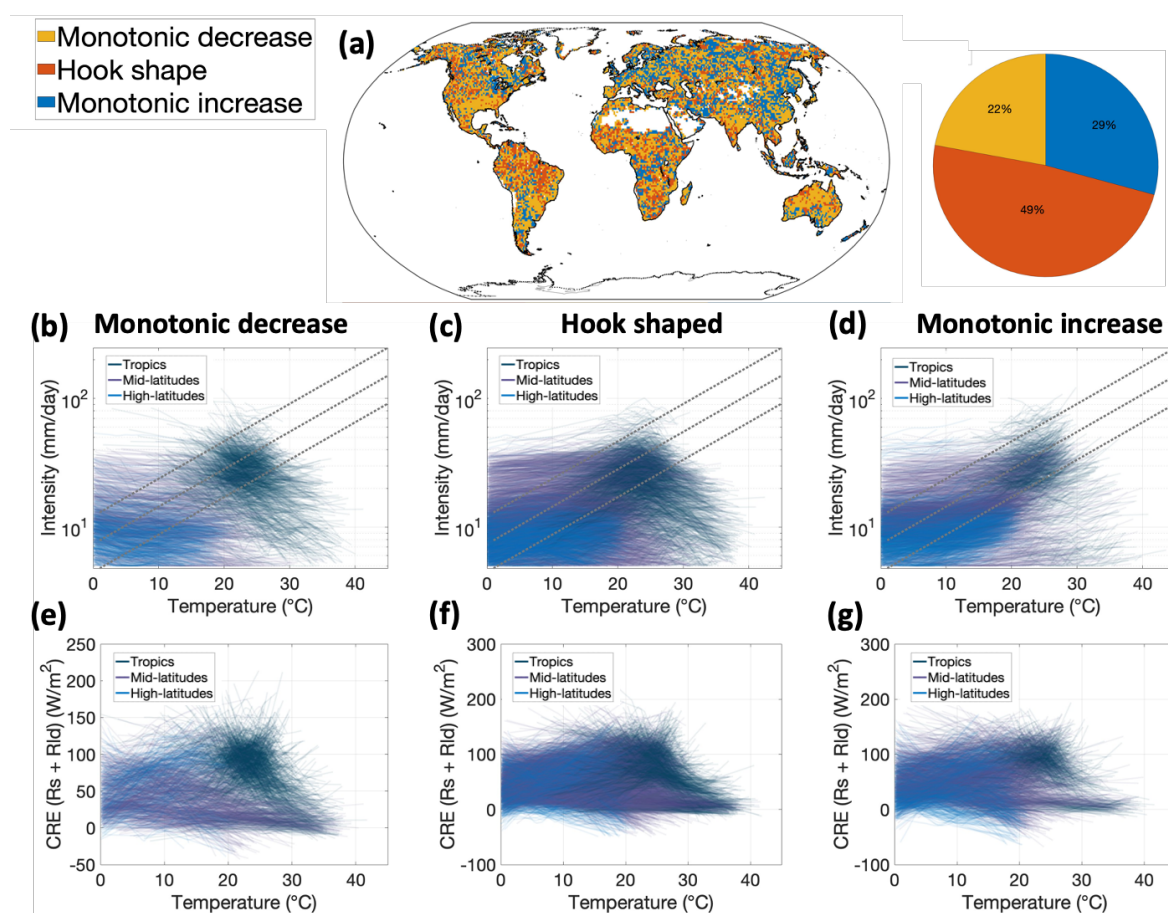 Monotonic decrease
Hook shape
Monotonic increase
(a)
22%
29%
49%
(b) Monotonic decrease
(c) Hook shaped
(d) Monotonic increase
Intensity (mm/day)
10²
10¹
Tropics
Mid-latitudes
High-latitudes
0 10 20 30 40
Temperature (°C)
Intensity (mm/day)
10²
10¹
Tropics
Mid-latitudes
High-latitudes
0 10 20 30 40
Temperature (°C)
Intensity (mm/day)
10²
10¹
Tropics
Mid-latitudes
High-latitudes
0 10 20 30 40
Temperature (°C)
(e)
CRE (Rs + Rld) (W/m²)
250
200
150
100
50
0
-50
Tropics
Mid-latitudes
High-latitudes
0 10 20 30 40
Temperature (°C)
(f)
CRE (Rs + Rld) (W/m²)
300
200
100
0
-100
Tropics
Mid-latitudes
High-latitudes
0 10 20 30 40
Temperature (°C)
(g)
CRE (Rs + Rld) (W/m²)
300
200
100
0
-100
Tropics
Mid-latitudes
High-latitudes
0 10 20 30 40
Temperature (°C)